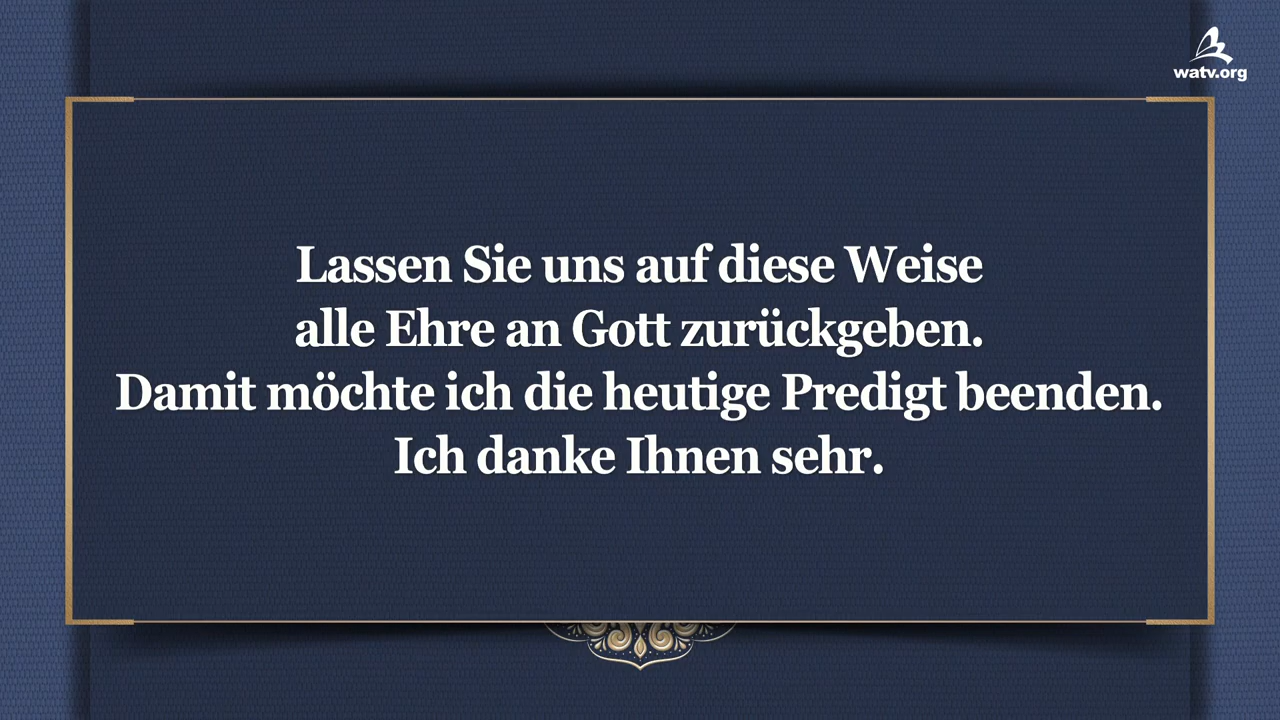 watv.org
Lassen Sie uns auf diese Weise
alle Ehre an Gott zurückgeben.
Damit möchte ich die heutige Predigt beenden.
Ich danke Ihnen sehr.